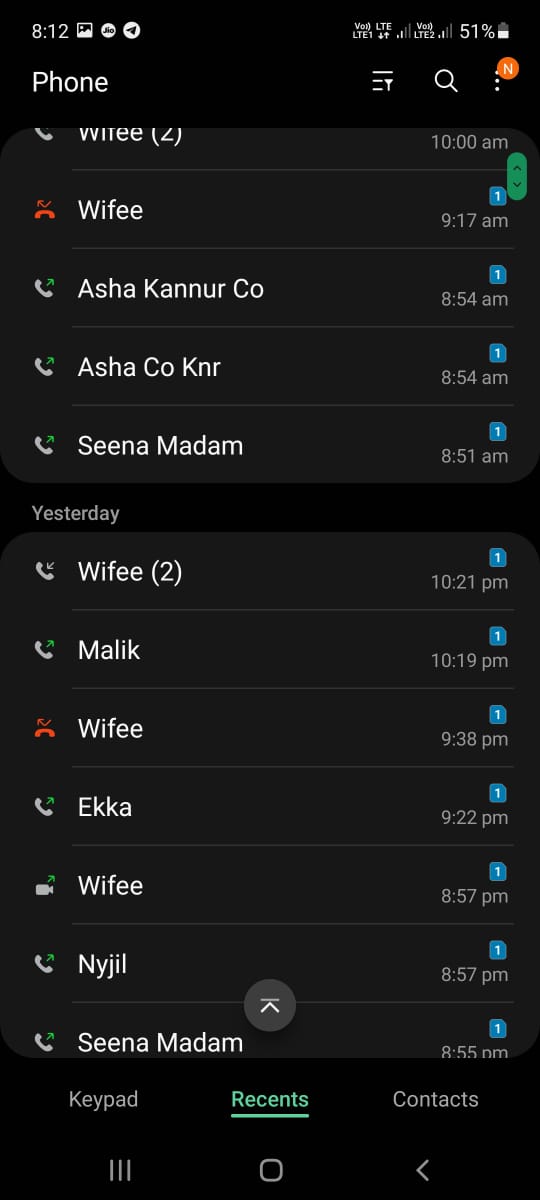 8:12 Jio Vo)) LTE1 LTE Vo)) LTE2 51%
Phone
N
Wifee (2)
10:00 am
Wifee
1
9:17 am
Asha Kannur Co
1
8:54 am
Asha Co Knr
1
8:54 am
Seena Madam
1
8:51 am
Yesterday
Wifee (2)
1
10:21 pm
Malik
1
10:19 pm
Wifee
1
9:38 pm
Ekka
1
9:22 pm
Wifee
1
8:57 pm
Nyjil
1
8:57 pm
Seena Madam
1
8:55 pm
Keypad Recents Contacts